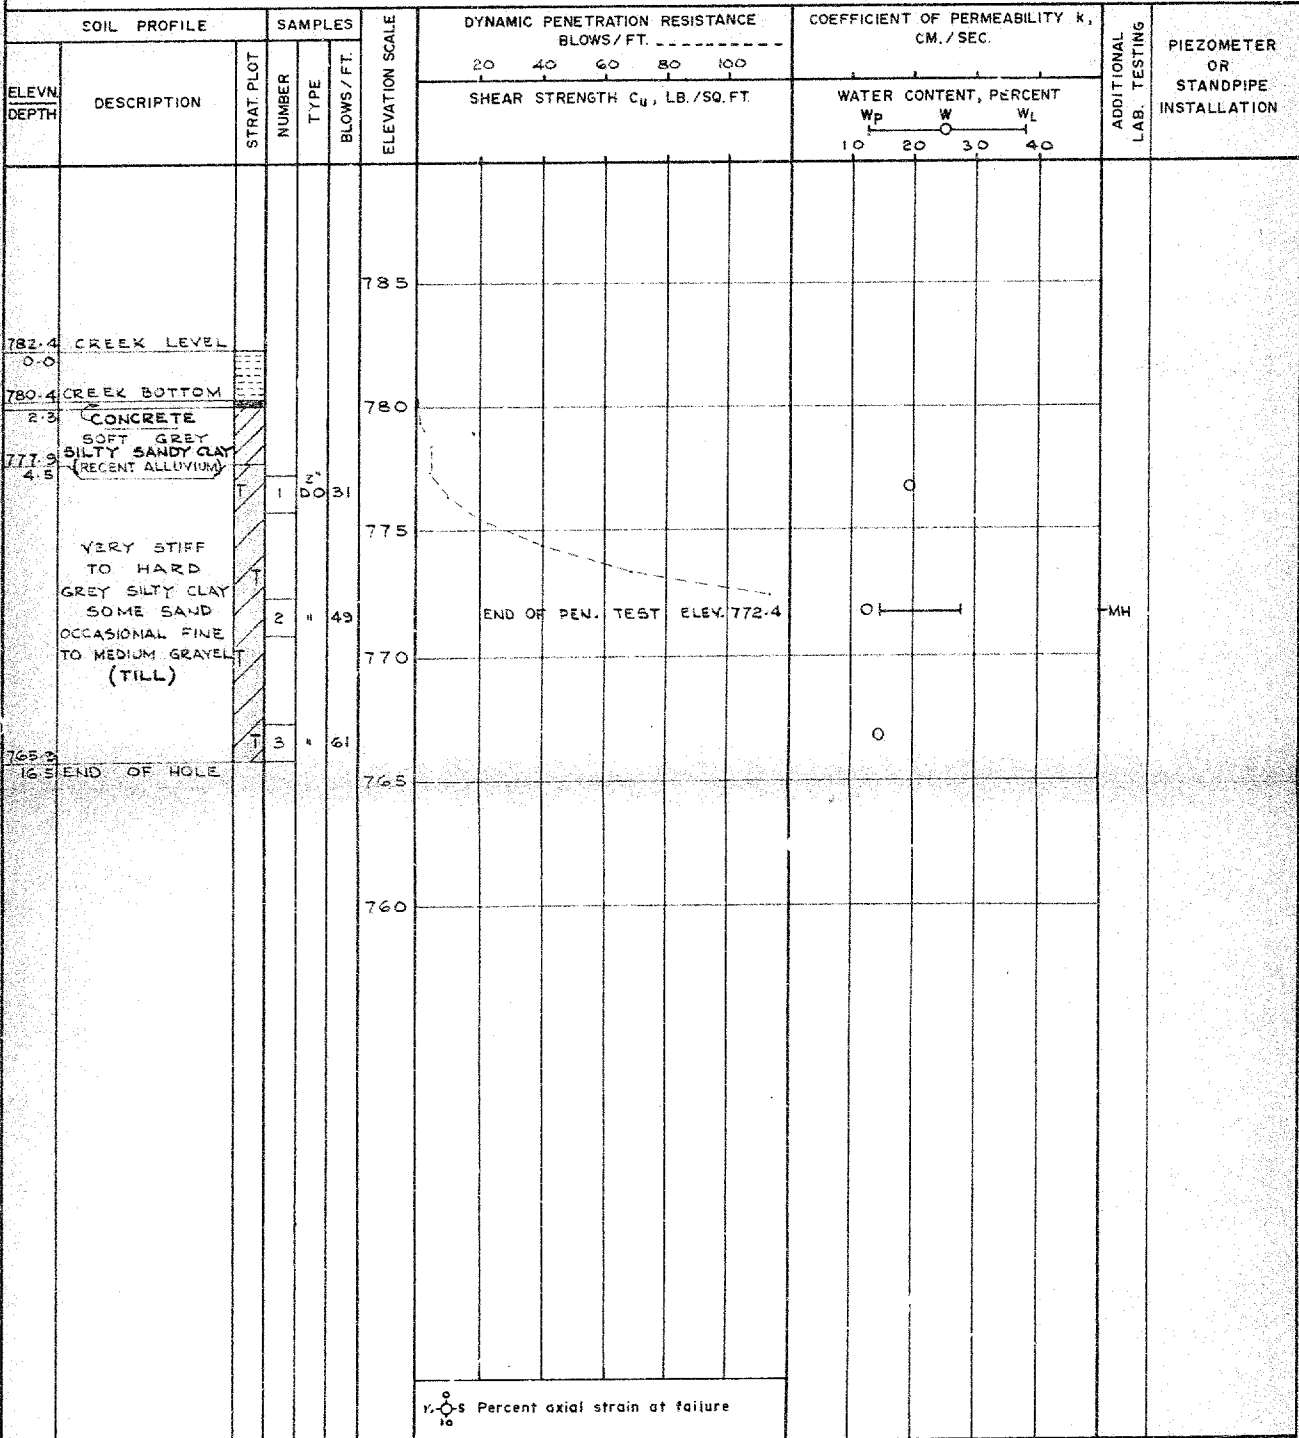 SOIL PROFILE
SAMPLES
ELEVATION SCALE
DYNAMIC PENETRATION RESISTANCE
BLOWS/FT.
20 40 60 80 100
SHEAR STRENGTH Cu, LB./SQ.FT.
COEFFICIENT OF PERMEABILITY k,
CM./SEC.
WATER CONTENT, PERCENT
Wp W WL
10 20 30 40
ADDITIONAL
LAB. TESTING
PIEZOMETER
OR
STANDPIPE
INSTALLATION
ELEVN.
DEPTH
DESCRIPTION
STRAT. PLOT
NUMBER
TYPE
BLOWS/FT.
785
782.4 CREEK LEVEL
0.0
780.4 CREEK BOTTOM
780
2.3 CONCRETE
SOFT GREY
SILTY SANDY CLAY
777.9
(RECENT ALLUVIUM)
4.5
T 1 2" DO 31
775
VERY STIFF
TO HARD
T
GREY SILTY CLAY
SOME SAND
END OF PEN. TEST ELEV. 772.4
MH
2 " 49
OCCASIONAL FINE
TO MEDIUM GRAVEL
T
770
(TILL)
T 3 " 61
765.9
16.5 END OF HOLE
765
760
S Percent axial strain at failure
10